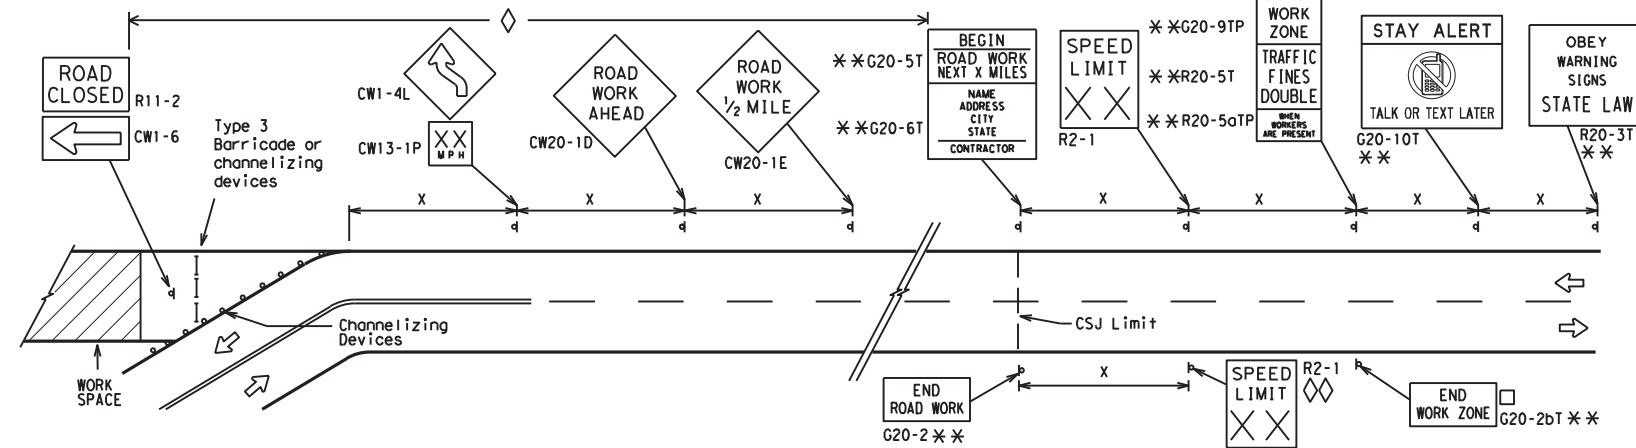 ROAD
CLOSED
R11-2
CW1-6
Type 3
Barricade or
channelizing
devices
CW1-4L
XX
MPH
CW13-1P
ROAD
WORK
AHEAD
CW20-1D
ROAD
WORK
1/2 MILE
CW20-1E
**G20-5T
BEGIN
ROAD WORK
NEXT X MILES
**G20-6T
NAME
ADDRESS
CITY
STATE
CONTRACTOR
SPEED
LIMIT
XX
R2-1
**G20-9TP
WORK
ZONE
**R20-5T
TRAFFIC
FINES
DOUBLE
**R20-5aTP
WHEN
WORKERS
ARE PRESENT
STAY ALERT
TALK OR TEXT LATER
G20-10T
**
OBEY
WARNING
SIGNS
STATE LAW
R20-3T
**
X
X
X
X
X
X
X
Channelizing
Devices
CSJ Limit
WORK
SPACE
END
ROAD WORK
G20-2**
X
SPEED
LIMIT
XX
R2-1
END
WORK ZONE
G20-2bT**